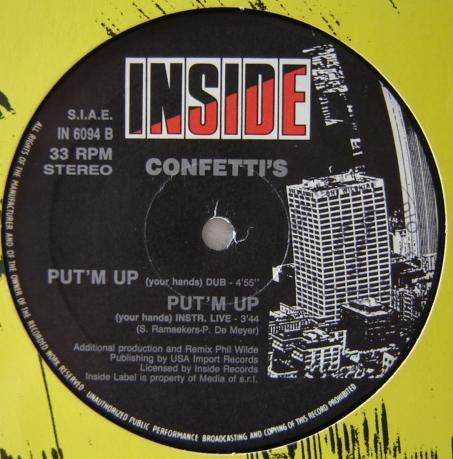 INSIDE
S.I.A.E.
IN 6094 B
33 RPM
STEREO
CONFETTI'S
PUT'M UP (your hands) DUB - 4'55"
PUT'M UP
(your hands) INSTR. LIVE - 3'44
(S. Ramaekers-P. De Meyer)
Additional production and Remix Phil Wilde
Publishing by USA Import Records
Licensed by Inside Records
Inside Label is property of Media of s.r.l.
ALL RIGHTS OF THE MANUFACTURER AND OF THE OWNER OF THE RECORDED WORK RESERVED UNAUTHORIZED PUBLIC PERFORMANCE BROADCASTING AND COPYING OF THIS RECORD PROHIBITED